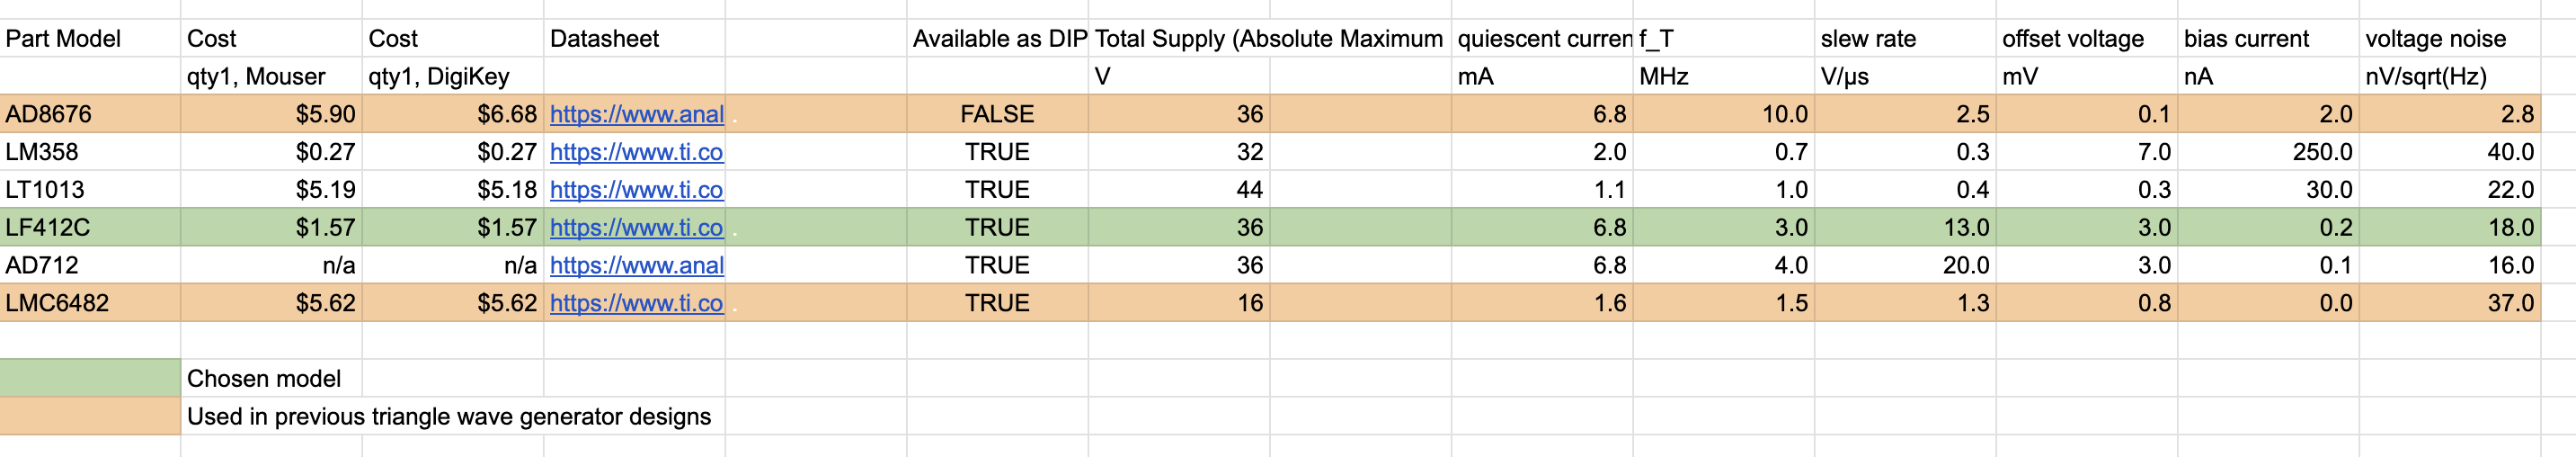 Part Model Cost Cost Datasheet Available as DIP Total Supply (Absolute Maximum quiescent curren f_T slew rate offset voltage bias current voltage noise
qty1, Mouser qty1, DigiKey V mA MHz V/µs mV nA nV/sqrt(Hz)
AD8676 $5.90 $6.68 https://www.anal . FALSE 36 6.8 10.0 2.5 0.1 2.0 2.8
LM358 $0.27 $0.27 https://www.ti.co TRUE 32 2.0 0.7 0.3 7.0 250.0 40.0
LT1013 $5.19 $5.18 https://www.ti.co TRUE 44 1.1 1.0 0.4 0.3 30.0 22.0
LF412C $1.57 $1.57 https://www.ti.co . TRUE 36 6.8 3.0 13.0 3.0 0.2 18.0
AD712 n/a n/a https://www.anal TRUE 36 6.8 4.0 20.0 3.0 0.1 16.0
LMC6482 $5.62 $5.62 https://www.ti.co . TRUE 16 1.6 1.5 1.3 0.8 0.0 37.0
Chosen model
Used in previous triangle wave generator designs